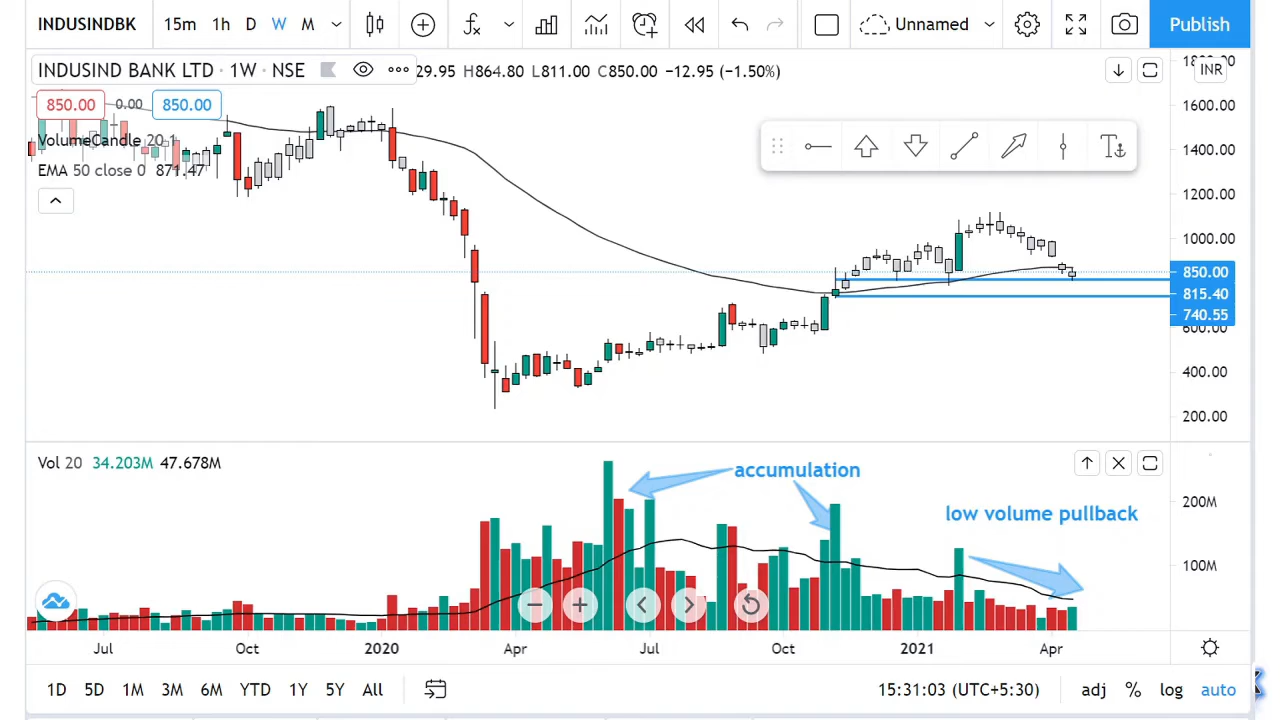 INDUSINDBK 15m 1h D W M Unnamed Publish
INDUSIND BANK LTD · 1W · NSE 29.95 H864.80 L811.00 C850.00 −12.95 (−1.50%)
INR
850.00 0.00 850.00
VolumeCandle 20 1
EMA 50 close 0 871.47
1600.00
1400.00
1200.00
1000.00
850.00
815.40
740.55
600.00
400.00
200.00
Vol 20 34.203M 47.678M
accumulation
low volume pullback
200M
100M
Jul Oct 2020 Apr Jul Oct 2021 Apr
1D 5D 1M 3M 6M YTD 1Y 5Y All 15:31:03 (UTC+5:30) adj % log auto